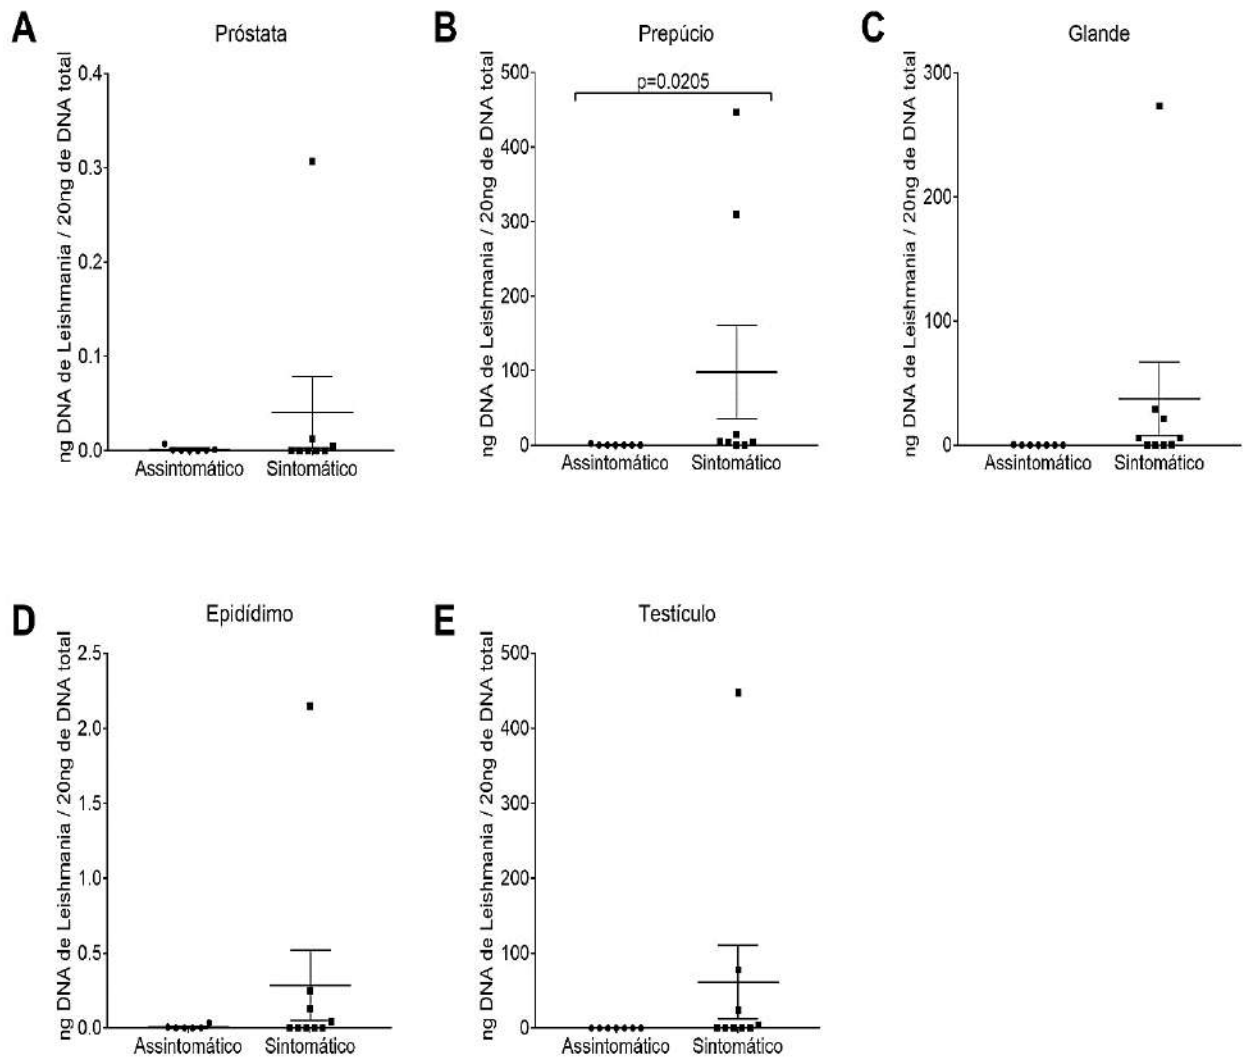 A
Próstata
ng DNA de Leishmania / 20ng de DNA total
0.4
0.3
0.2
0.1
0.0
Assintomático
Sintomático
B
Prepúcio
ng DNA de Leishmania / 20ng de DNA total
500
400
300
200
100
0
p=0.0205
Assintomático
Sintomático
C
Glande
ng DNA de Leishmania / 20ng de DNA total
300
200
100
0
Assintomático
Sintomático
D
Epidídimo
ng DNA de Leishmania / 20ng de DNA total
2.5
2.0
1.5
1.0
0.5
0.0
Assintomático
Sintomático
E
Testículo
ng DNA de Leishmania / 20ng de DNA total
500
400
300
200
100
0
Assintomático
Sintomático